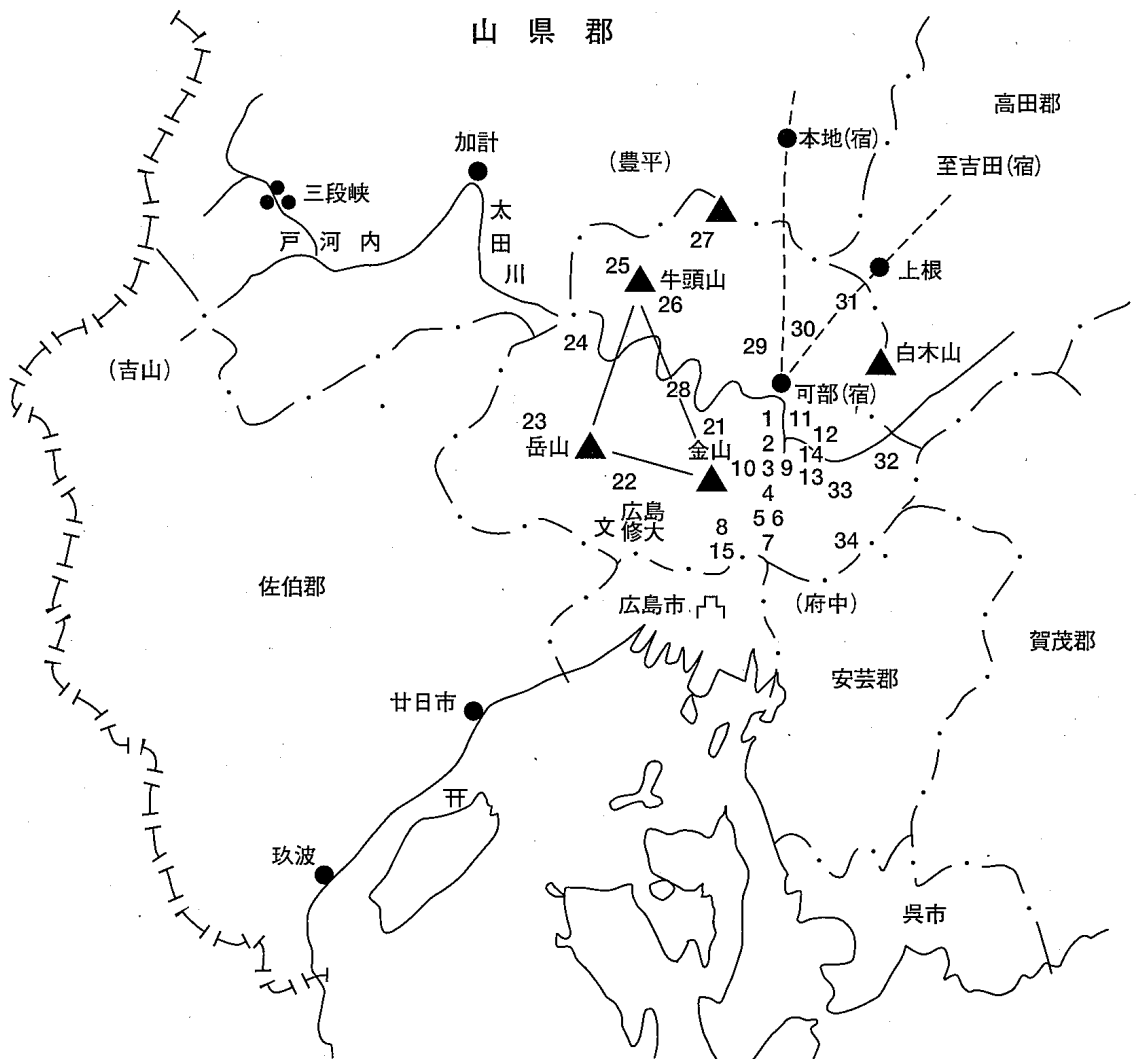 山県郡
高田郡
加計
本地(宿)
(豊平)
至吉田(宿)
三段峡
太田川
戸河内
27
上根
25
牛頭山
26
31
30
24
29
白木山
(吉山)
可部(宿)
28
1
11
23
21
12
岳山
金山
2
14
32
10
3
9
13
22
4
33
広島修大
文
8
5
6
7
34
15
佐伯郡
広島市
(府中)
賀茂郡
安芸郡
廿日市
玖波
呉市